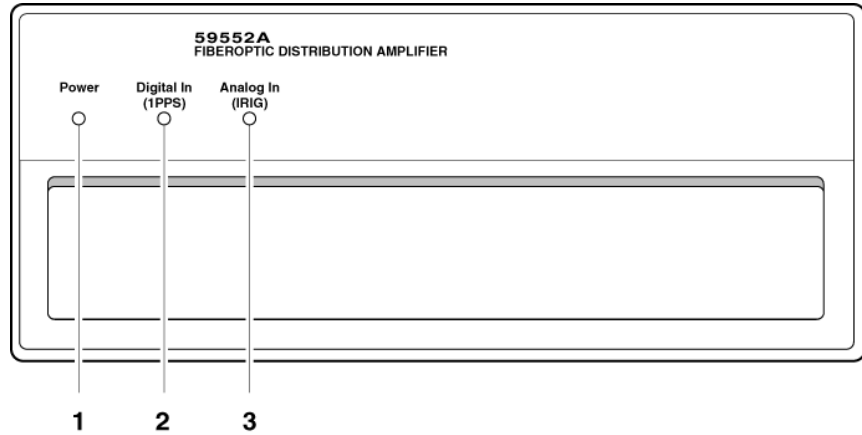 59552A
FIBEROPTIC DISTRIBUTION AMPLIFIER
Power
Digital In
(1PPS)
Analog In
(IRIG)
1
2
3